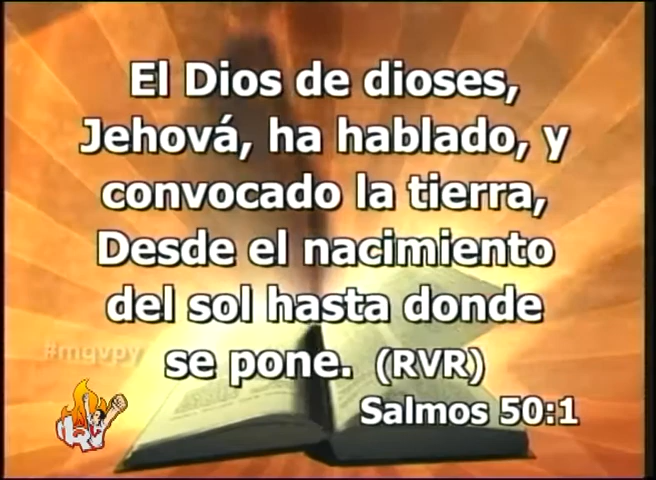 El Dios de dioses,
Jehová, ha hablado, y
convocado la tierra,
Desde el nacimiento
del sol hasta donde
se pone. (RVR)
Salmos 50:1
#mqvpy